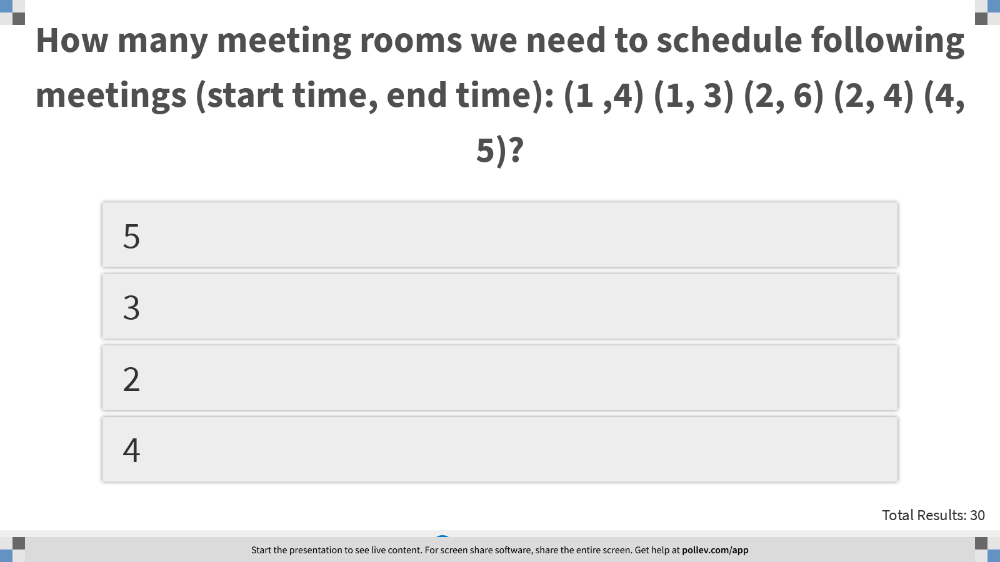 How many meeting rooms we need to schedule following
meetings (start time, end time): (1 ,4) (1, 3) (2, 6) (2, 4) (4,
5)?
5
3
2
4
Total Results: 30
Start the presentation to see live content. For screen share software, share the entire screen. Get help at pollev.com/app